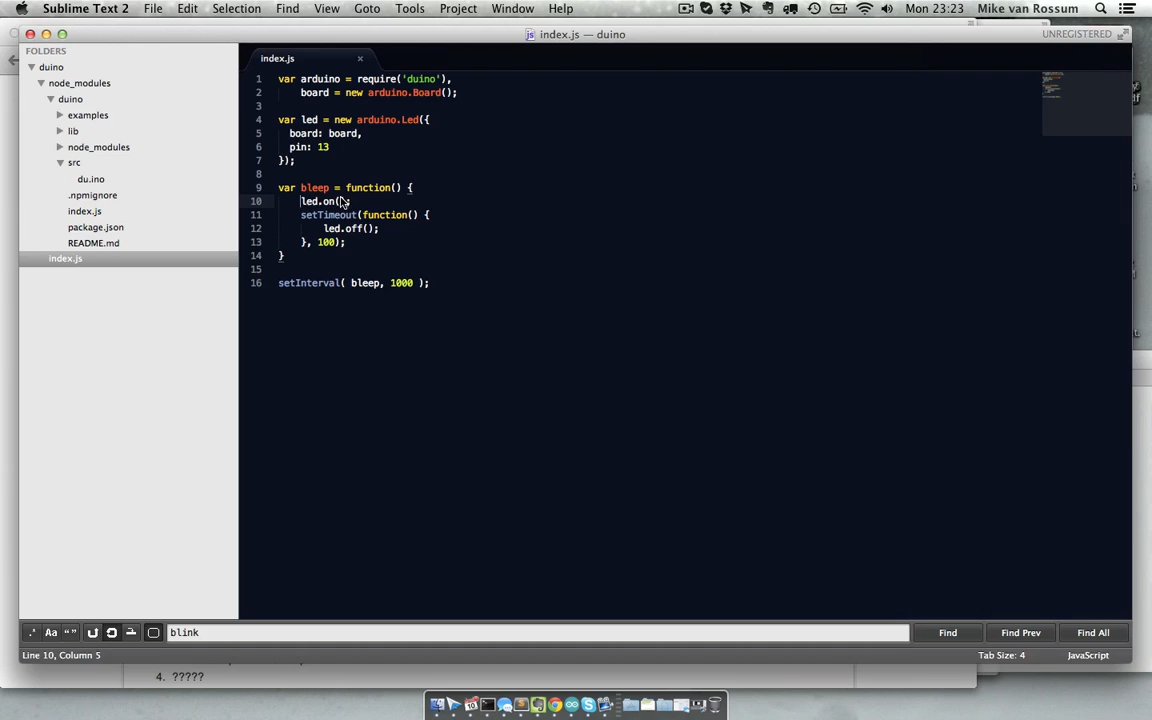 Sublime Text 2 File Edit Selection Find View Goto Tools Project Window Help Mon 23:23 Mike van Rossum
index.js — duino UNREGISTERED
FOLDERS
duino
node_modules
duino
examples
lib
node_modules
src
du.ino
.npmignore
index.js
package.json
README.md
index.js
index.js ×
1 var arduino = require('duino'),
2 board = new arduino.Board();
3
4 var led = new arduino.Led({
5 board: board,
6 pin: 13
7 });
8
9 var bleep = function() {
10 led.on();
11 setTimeout(function() {
12 led.off();
13 }, 100);
14 }
15
16 setInterval( bleep, 1000 );
.* Aa “” blink Find Find Prev Find All
Line 10, Column 5 Tab Size: 4 JavaScript
4. ?????